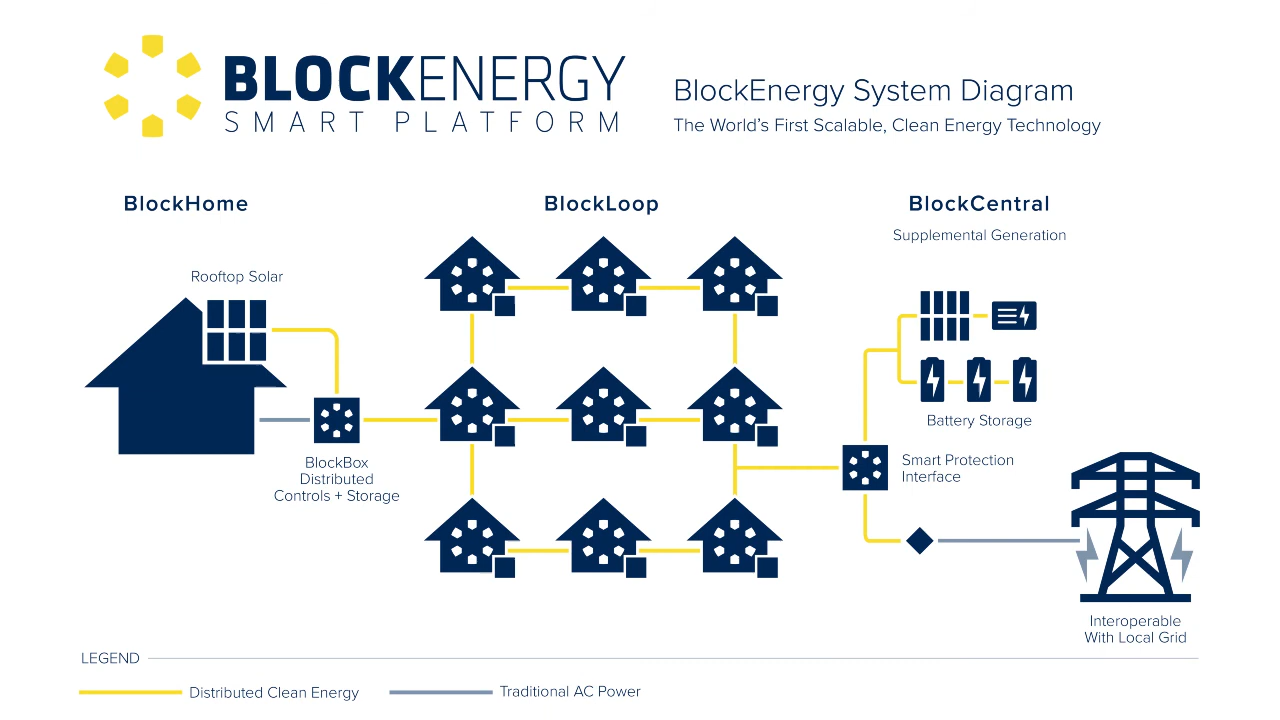 BLOCKENERGY
SMART PLATFORM
BlockEnergy System Diagram
The World's First Scalable, Clean Energy Technology
BlockHome
BlockLoop
BlockCentral
Supplemental Generation
Rooftop Solar
Battery Storage
BlockBox
Distributed
Controls + Storage
Smart Protection
Interface
Interoperable
With Local Grid
LEGEND
Distributed Clean Energy
Traditional AC Power